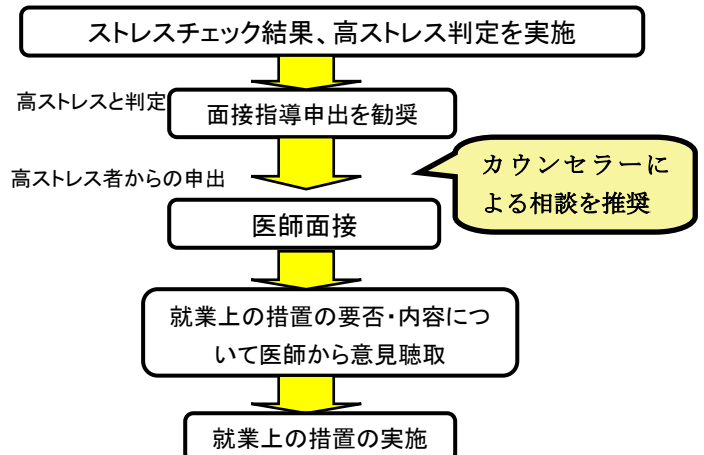 ストレスチェック結果、高ストレス判定を実施
高ストレスと判定
面接指導申出を勧奨
高ストレス者からの申出
カウンセラーに
よる相談を推奨
医師面接
就業上の措置の要否・内容につ
いて医師から意見聴取
就業上の措置の実施